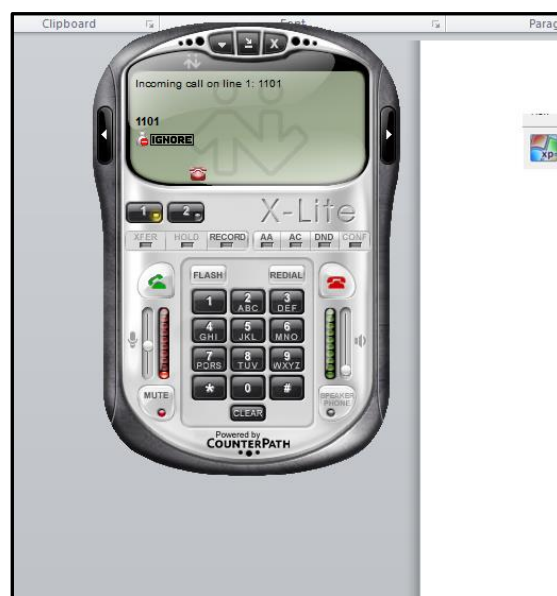 Clipboard Font Parag
X
Incoming call on line 1: 1101
1101
IGNORE
1 2 X-Lite
XFER HOLD RECORD AA AC DND CONF
FLASH REDIAL
1 2 ABC 3 DEF
4 GHI 5 JKL 6 MNO
7 PQRS 8 TUV 9 WXYZ
* 0 #
MUTE SPEAKER PHONE
CLEAR
Powered by
COUNTERPATH
xp